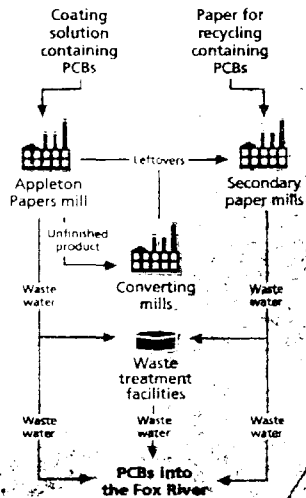 Coating
solution
containing
PCBs
Paper for
recycling
containing
PCBs
Leftovers
Appleton
Papers mill
Secondary
paper mills
Unfinished
product
Converting
mills
Waste
water
Waste
water
Waste
treatment
facilities
Waste
water
Waste
water
Waste
water
PCBs into
the Fox River